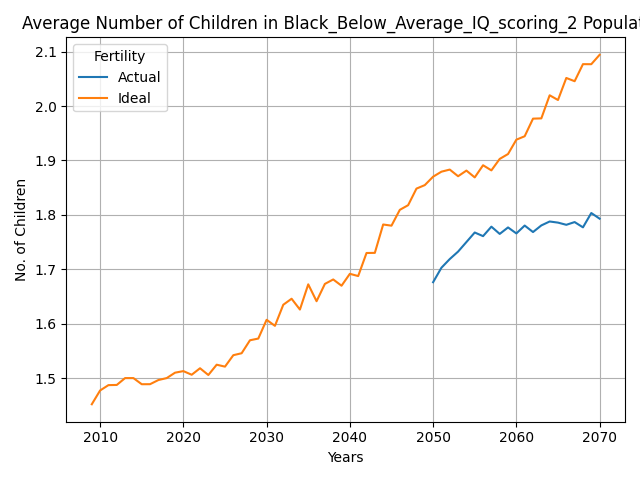 Average Number of Children in Black_Below_Average_IQ_scoring_2 Populat
Fertility
Actual
Ideal
2.1
2.0
1.9
1.8
1.7
1.6
1.5
No. of Children
2010 2020 2030 2040 2050 2060 2070
Years